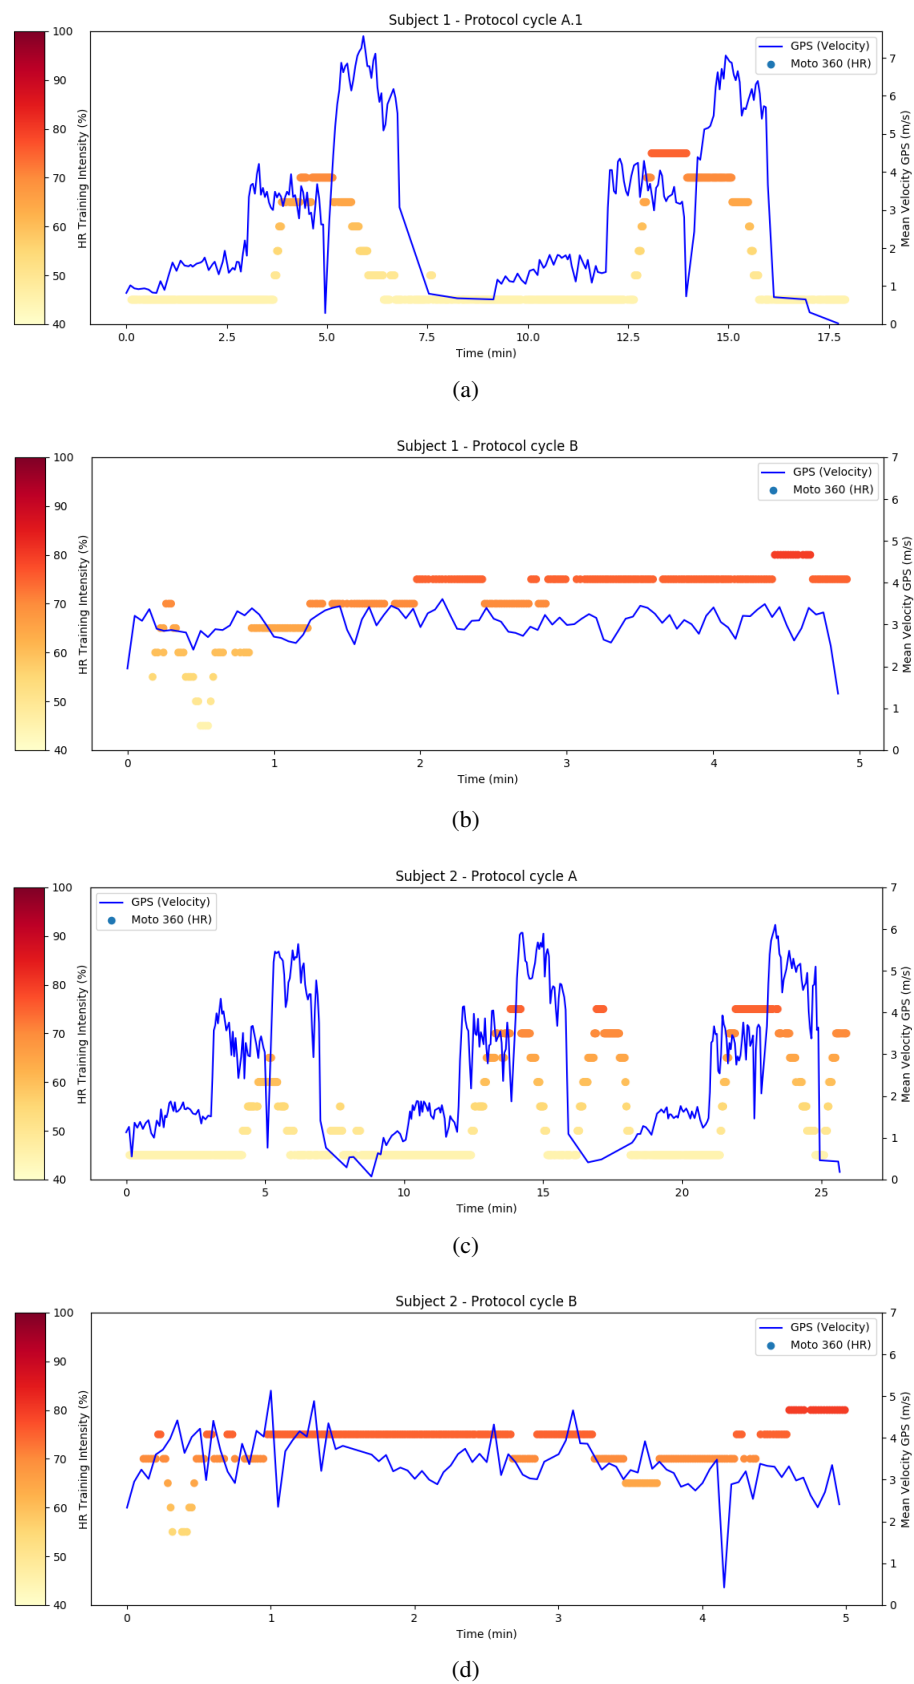 Subject 1 - Protocol cycle A.1
100
90
80
70
60
50
40
HR Training Intensity (%)
GPS (Velocity)
Moto 360 (HR)
7
6
5
4
3
2
1
0
Mean Velocity GPS (m/s)
0.0 2.5 5.0 7.5 10.0 12.5 15.0 17.5
Time (min)
(a)
Subject 1 - Protocol cycle B
100
90
80
70
60
50
40
HR Training Intensity (%)
GPS (Velocity)
Moto 360 (HR)
7
6
5
4
3
2
1
0
Mean Velocity GPS (m/s)
0 1 2 3 4 5
Time (min)
(b)
Subject 2 - Protocol cycle A
100
90
80
70
60
50
40
HR Training Intensity (%)
GPS (Velocity)
Moto 360 (HR)
7
6
5
4
3
2
1
0
Mean Velocity GPS (m/s)
0 5 10 15 20 25
Time (min)
(c)
Subject 2 - Protocol cycle B
100
90
80
70
60
50
40
HR Training Intensity (%)
GPS (Velocity)
Moto 360 (HR)
7
6
5
4
3
2
1
0
Mean Velocity GPS (m/s)
0 1 2 3 4 5
Time (min)
(d)